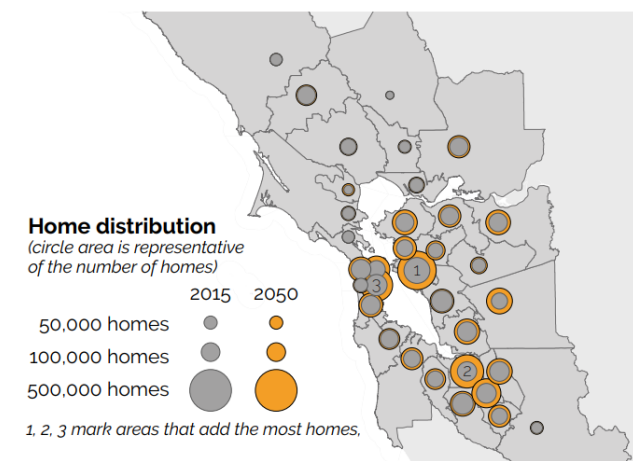 1
3
Home distribution
(circle area is representative
of the number of homes)
2015 2050
50,000 homes
100,000 homes
500,000 homes
2
1, 2, 3 mark areas that add the most homes,